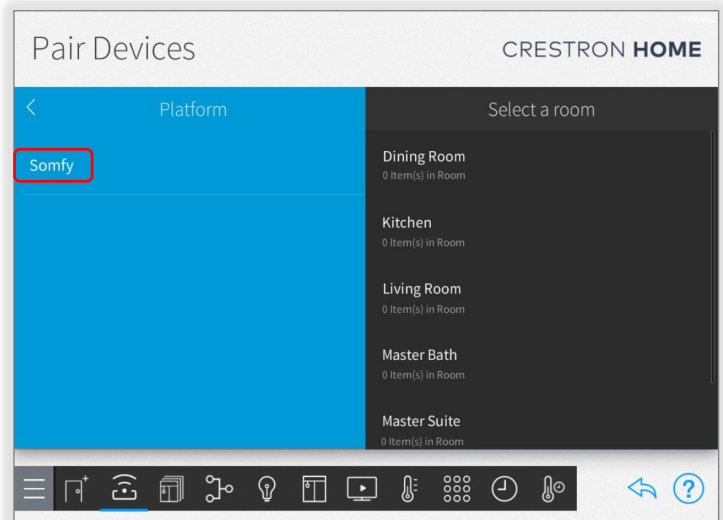 Pair Devices
CRESTRON HOME
Platform
Somfy
Select a room
Dining Room
0 Item(s) in Room
Kitchen
0 Item(s) in Room
Living Room
0 Item(s) in Room
Master Bath
0 Item(s) in Room
Master Suite
0 Item(s) in Room
?